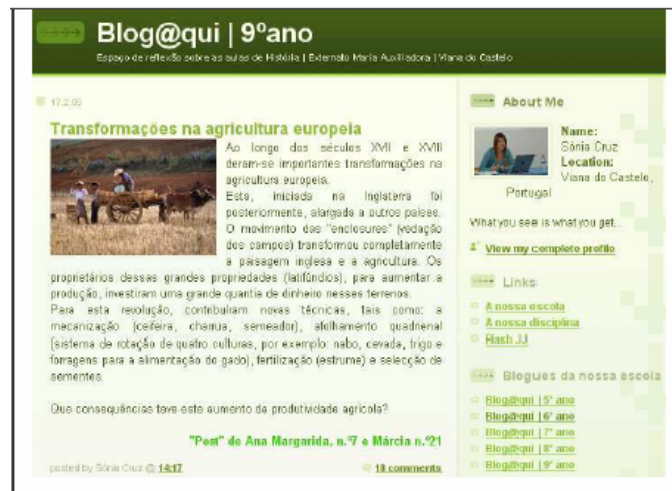 Blog@qui | 9ºano
Espaço de reflexão sobre as aulas de História | Externato Maria Auxiliadora | Viana do Castelo
17.2.06
Transformações na agricultura europeia
Ao longo dos séculos XVII e XVIII
deram-se importantes transformações na
agricultura europeia.
Esta, iniciada na Inglaterra foi
posteriormente, alargada a outros países.
O movimento das "enclosures" (vedação
dos campos) transformou completamente
a paisagem inglesa e a agricultura. Os
proprietários dessas grandes propriedades (latifúndios), para aumentar a
produção, investiram uma grande quantia de dinheiro nesses terrenos.
Para esta revolução, contribuíram novas técnicas, tais como: a
mecanização (ceifeira, charrua, semeador), afolhamento quadrienal
(sistema de rotação de quatro culturas, por exemplo: nabo, cevada, trigo e
forragens para a alimentação do gado), fertilização (estrume) e selecção de
sementes.
Que consequências teve este aumento da produtividade agrícola?
"Post" de Ana Margarida, n.º7 e Márcia n.º21
posted by Sónia Cruz @ 14:17
18 comments
About Me
Name:
Sónia Cruz
Location:
Viana do Castelo,
Portugal
What you see is what you get...
View my complete profile
Links
A nossa escola
A nossa disciplina
Flash JJ
Blogues da nossa escola
Blog@qui | 5º ano
Blog@qui | 6º ano
Blog@qui | 7º ano
Blog@qui | 8º ano
Blog@qui | 9º ano